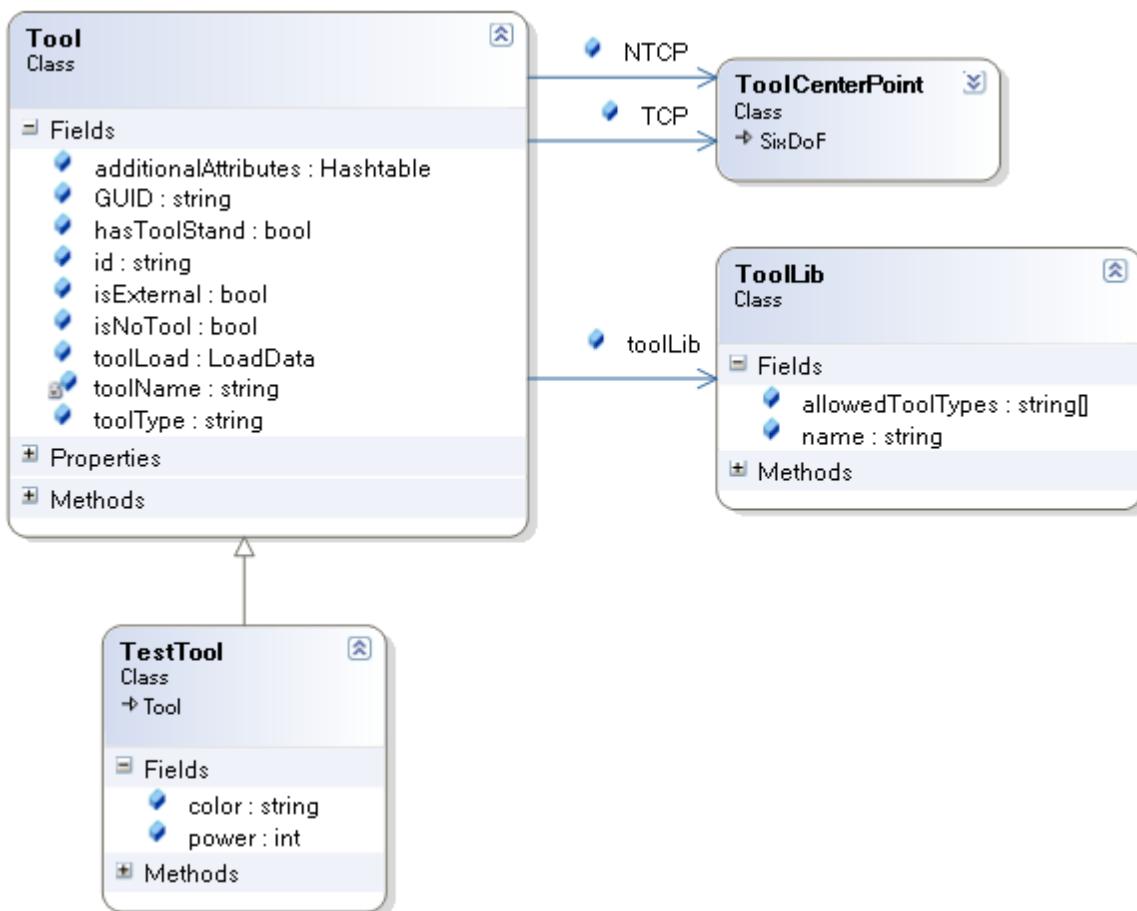 Tool
Class
Fields
additionalAttributes : Hashtable
GUID : string
hasToolStand : bool
id : string
isExternal : bool
isNoTool : bool
toolLoad : LoadData
toolName : string
toolType : string
Properties
Methods
NTCP
TCP
ToolCenterPoint
Class
SixDoF
toolLib
ToolLib
Class
Fields
allowedToolTypes : string[]
name : string
Methods
TestTool
Class
Tool
Fields
color : string
power : int
Methods